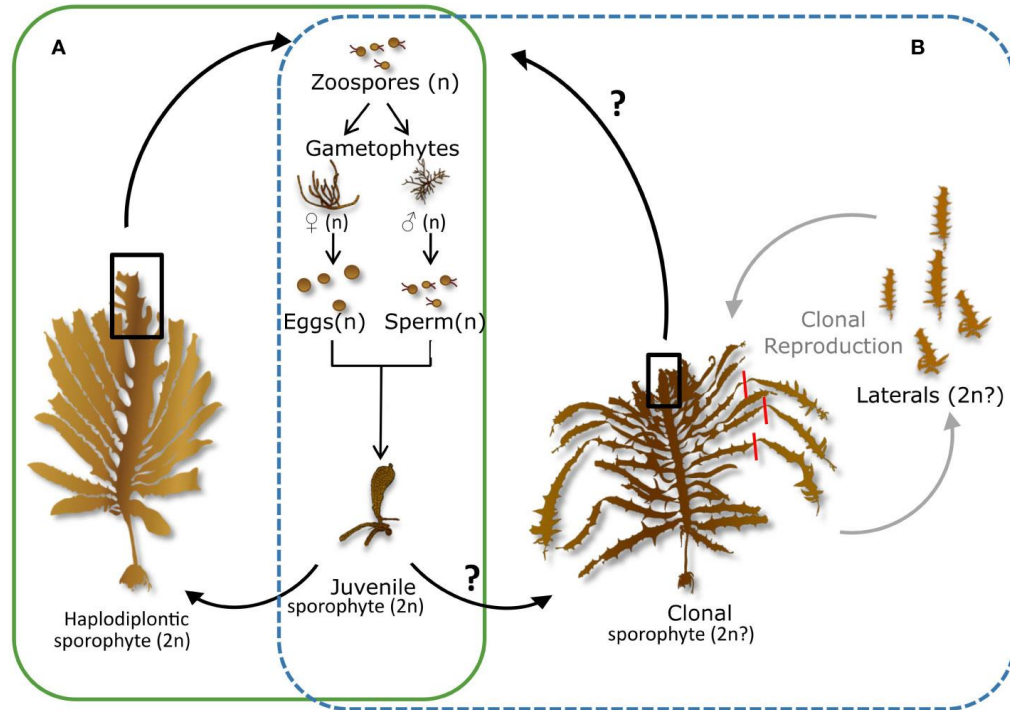 A
B
Zoospores (n)
?
Gametophytes
♀ (n)
♂ (n)
Eggs(n)
Sperm(n)
Clonal
Reproduction
Laterals (2n?)
?
Juvenile
sporophyte (2n)
Haplodiplontic
sporophyte (2n)
Clonal
sporophyte (2n?)